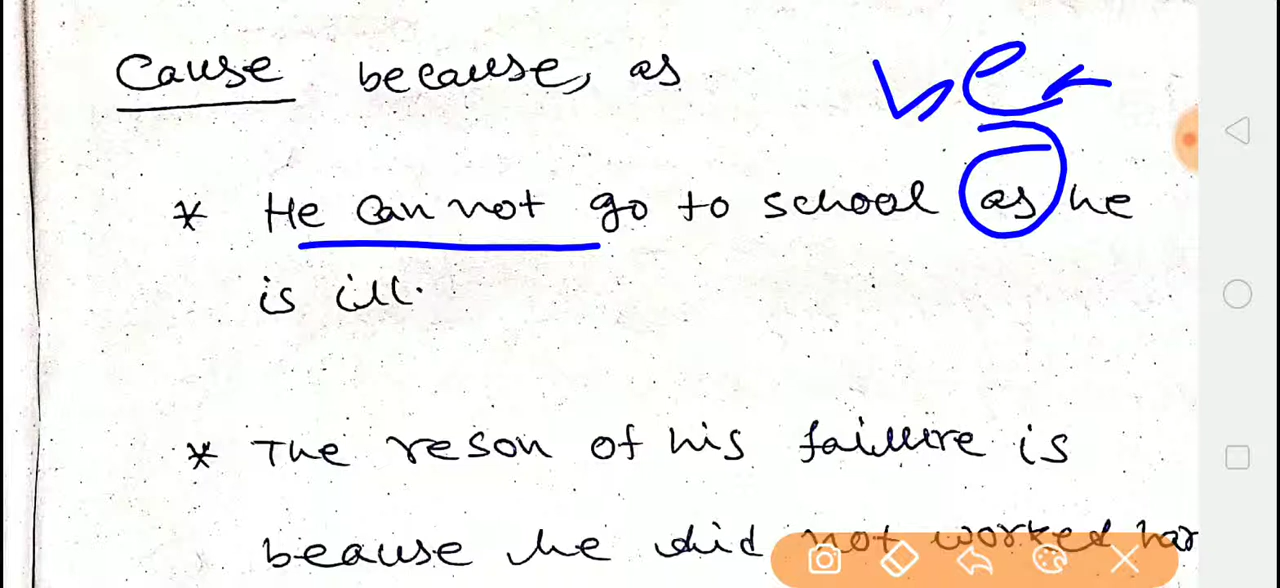 Cause because, as
* He can not go to school as he
is ill.
* The reson of his failure is
beause he did not worked har